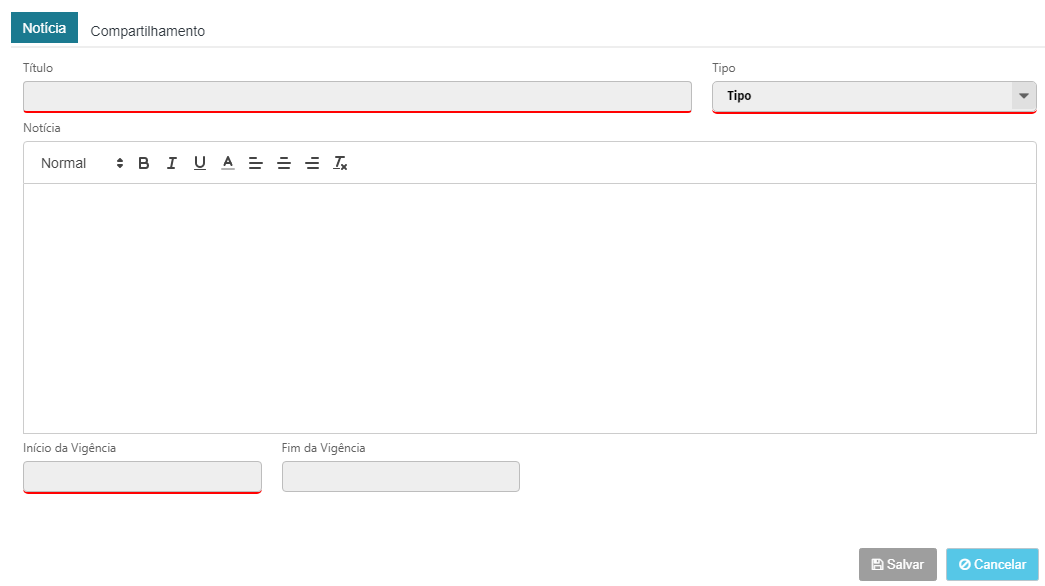 Notícia Compartilhamento
Título Tipo
Tipo
Notícia
Normal B I U A Tx
Início da Vigência Fim da Vigência
Salvar Cancelar